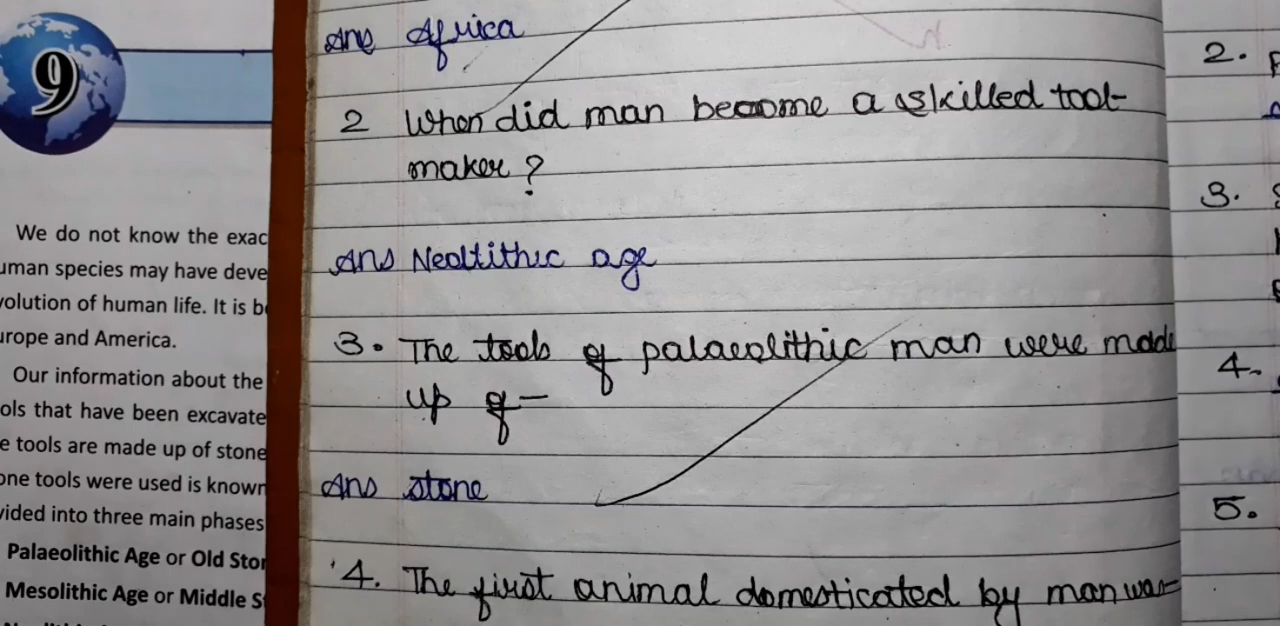 9
We do not know the exac
uman species may have deve
volution of human life. It is b
urope and America.
Our information about the
ols that have been excavate
e tools are made up of stone
one tools were used is known
vided into three main phases
Palaeolithic Age or Old Ston
Mesolithic Age or Middle S
Ans Africa
2 When did man become a skilled tool-
maker ?
Ans Neolithic age
3. The tools of palaeolithic man were made
up of-
Ans stone
4. The first animal domesticated by man was-
2.
3.
4.
5.